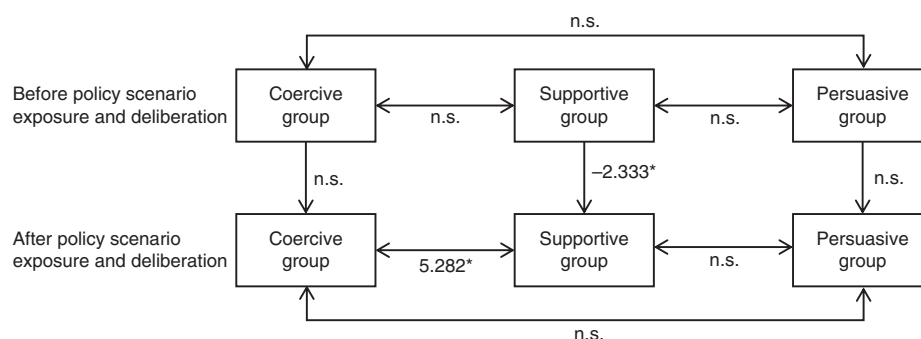 n.s.
Before policy scenario
exposure and deliberation
Coercive
group
n.s.
Supportive
group
n.s.
Persuasive
group
n.s.
–2.333*
n.s.
After policy scenario
exposure and deliberation
Coercive
group
5.282*
Supportive
group
n.s.
Persuasive
group
n.s.